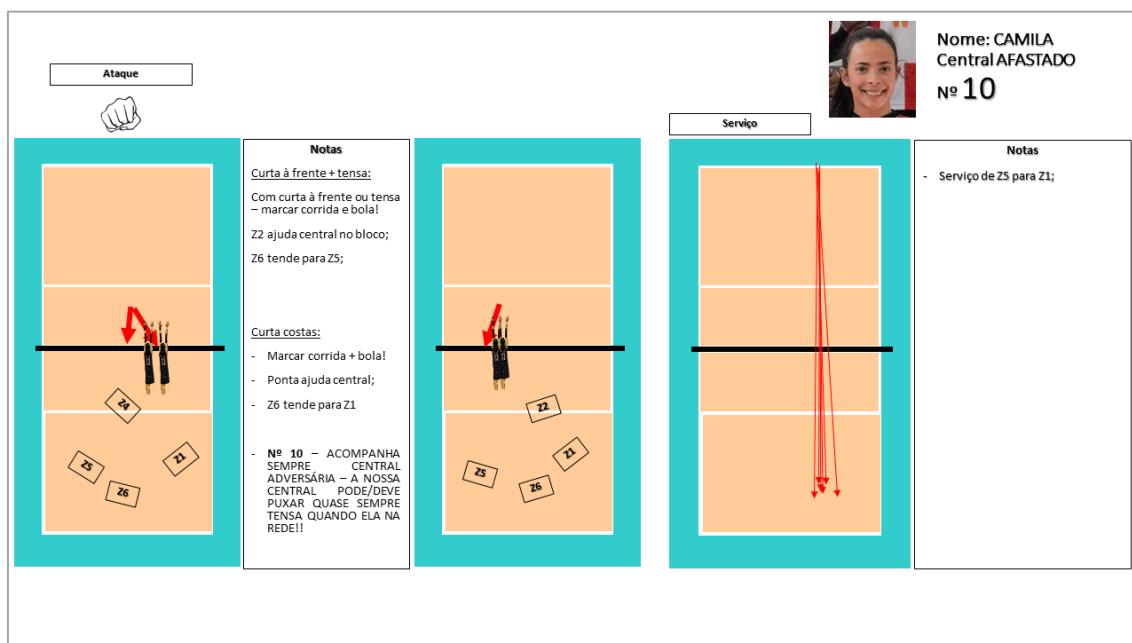 Nome: CAMILA
Central AFASTADO
Nº 10
Ataque
Notas
Curta à frente + tensa:
Com curta à frente ou tensa
– marcar corrida e bola!
Z2 ajuda central no bloco;
Z6 tende para Z5;
Curta costas:
- Marcar corrida + bola!
- Ponta ajuda central;
- Z6 tende para Z1
- Nº 10 – ACOMPANHA
SEMPRE CENTRAL
ADVERSÁRIA – A NOSSA
CENTRAL PODE/DEVE
PUXAR QUASE SEMPRE
TENSA QUANDO ELA NA
REDE!!
Z4
Z1
Z5
Z6
Z2
Z1
Z5
Z6
Serviço
Notas
- Serviço de Z5 para Z1;